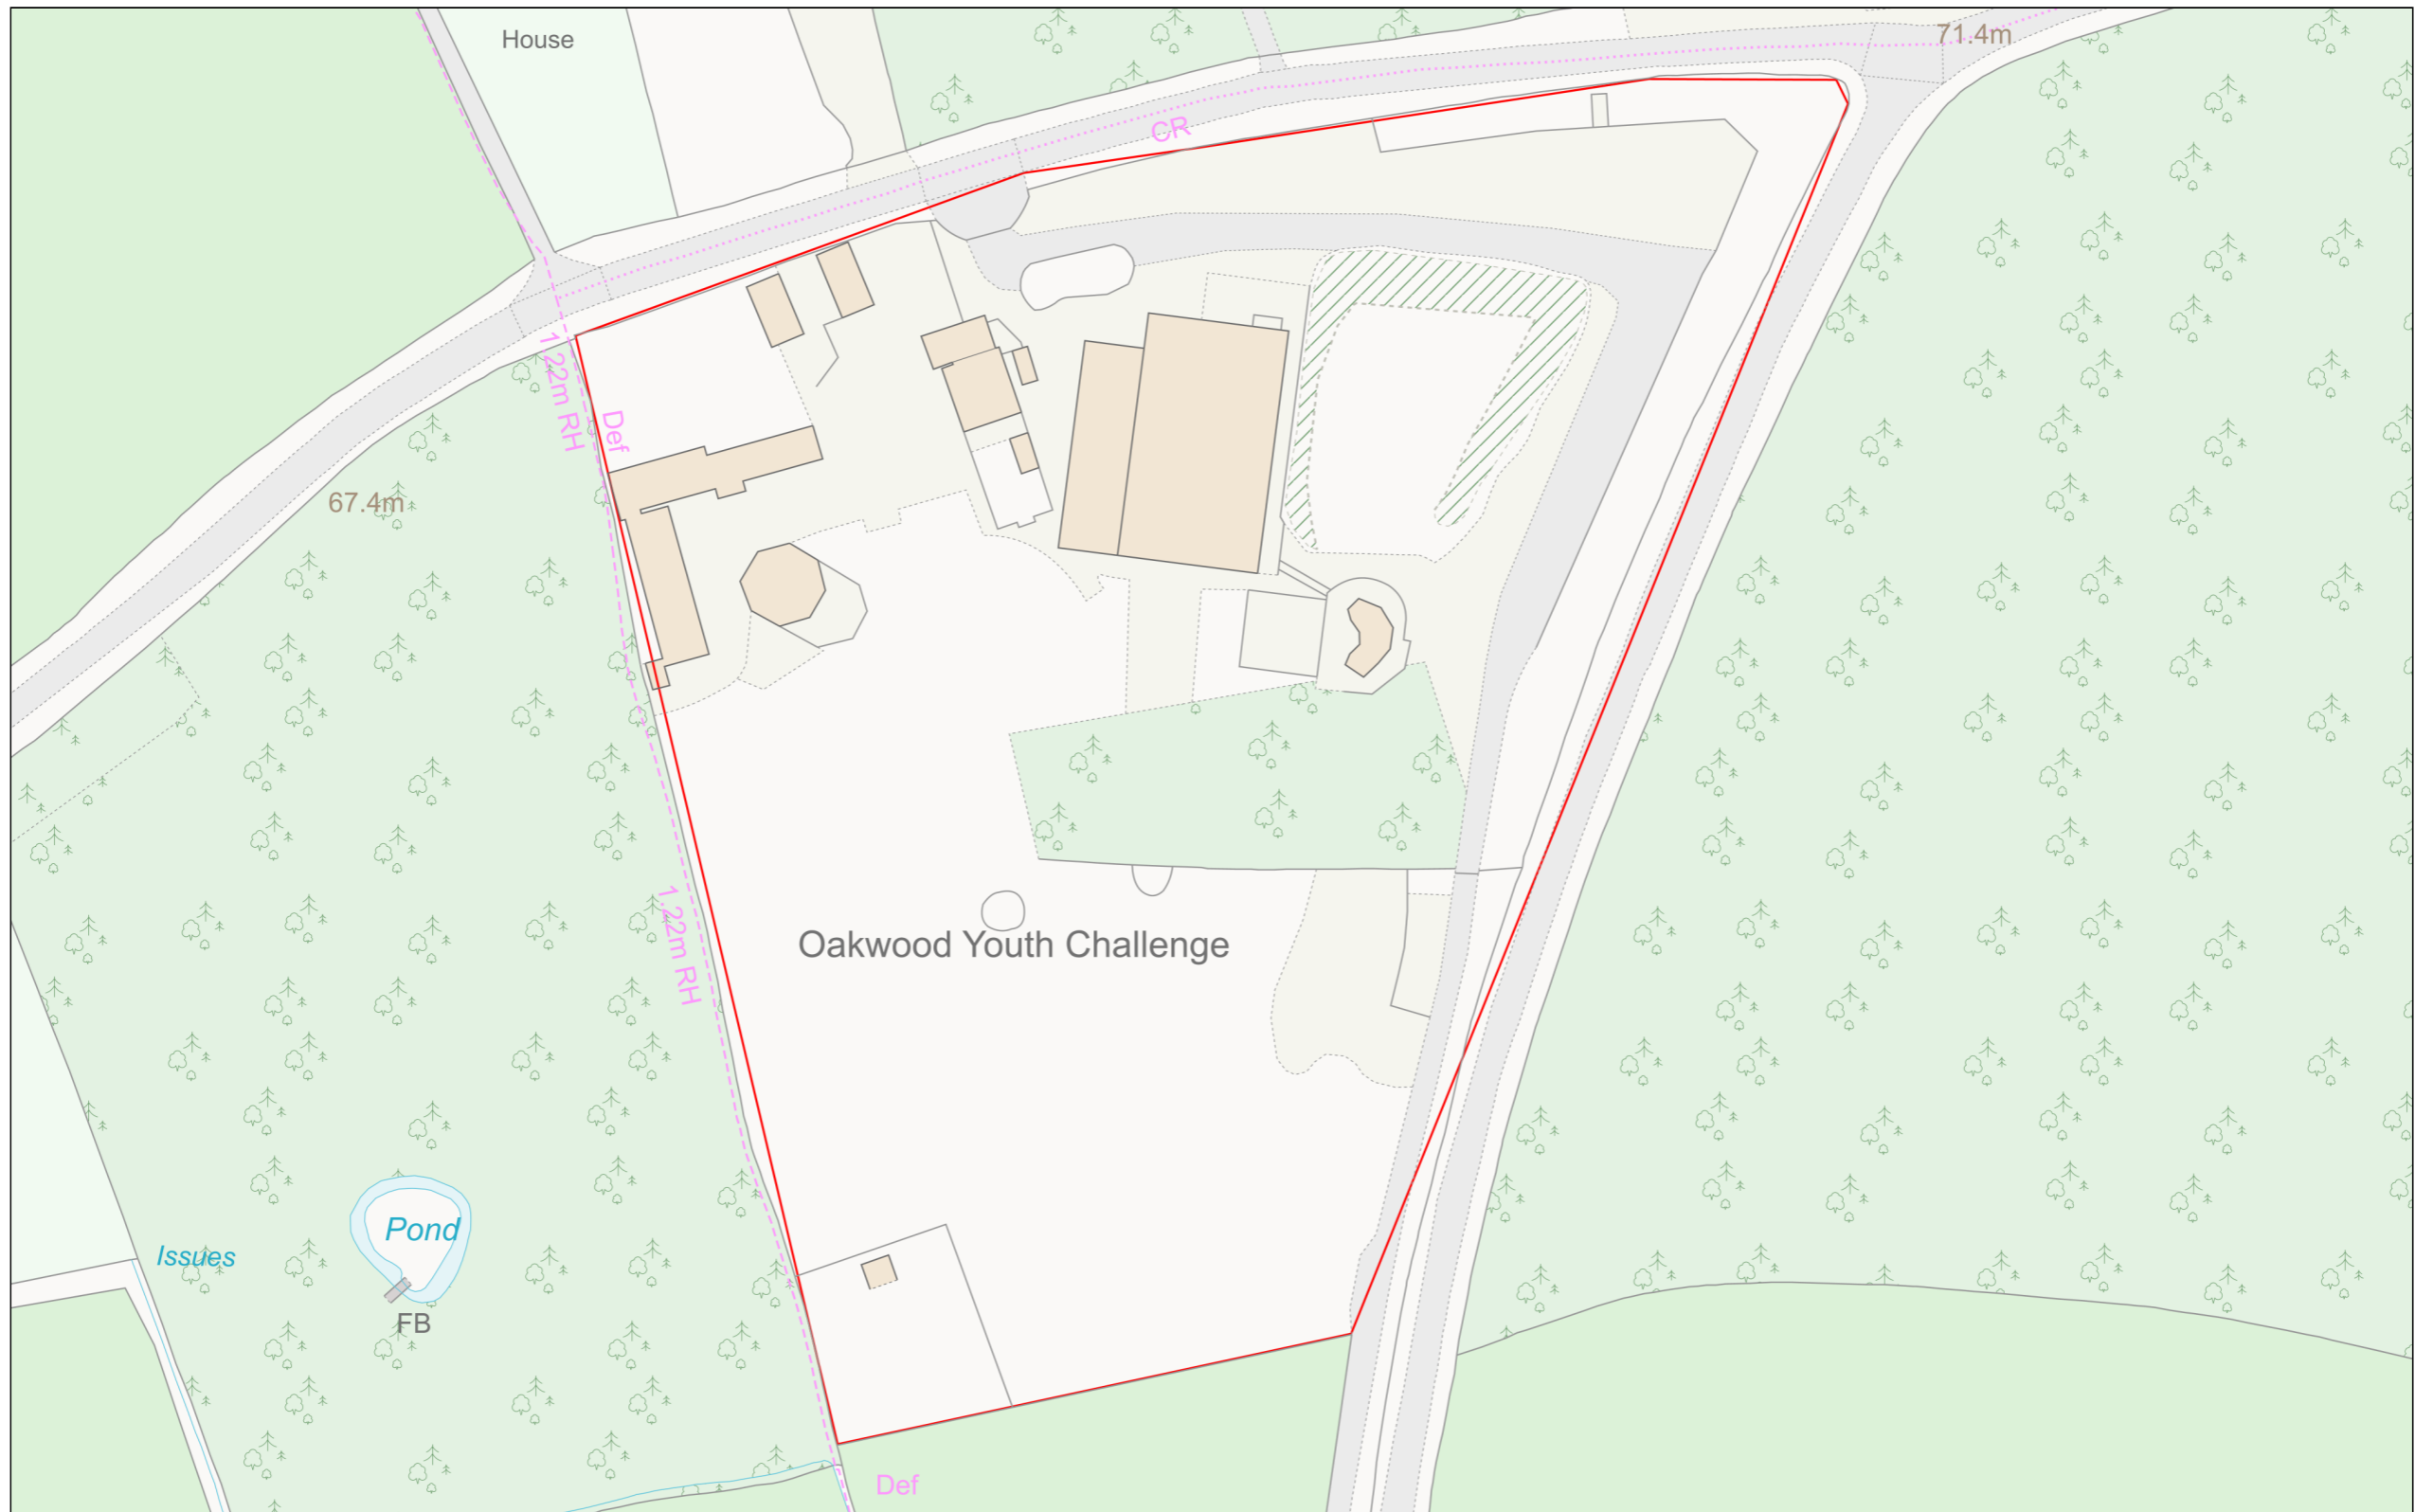 House
71.4m
CR
1.22m RH
Def
67.4m
1.22m RH
Oakwood Youth Challenge
Pond
Issues
FB
Def